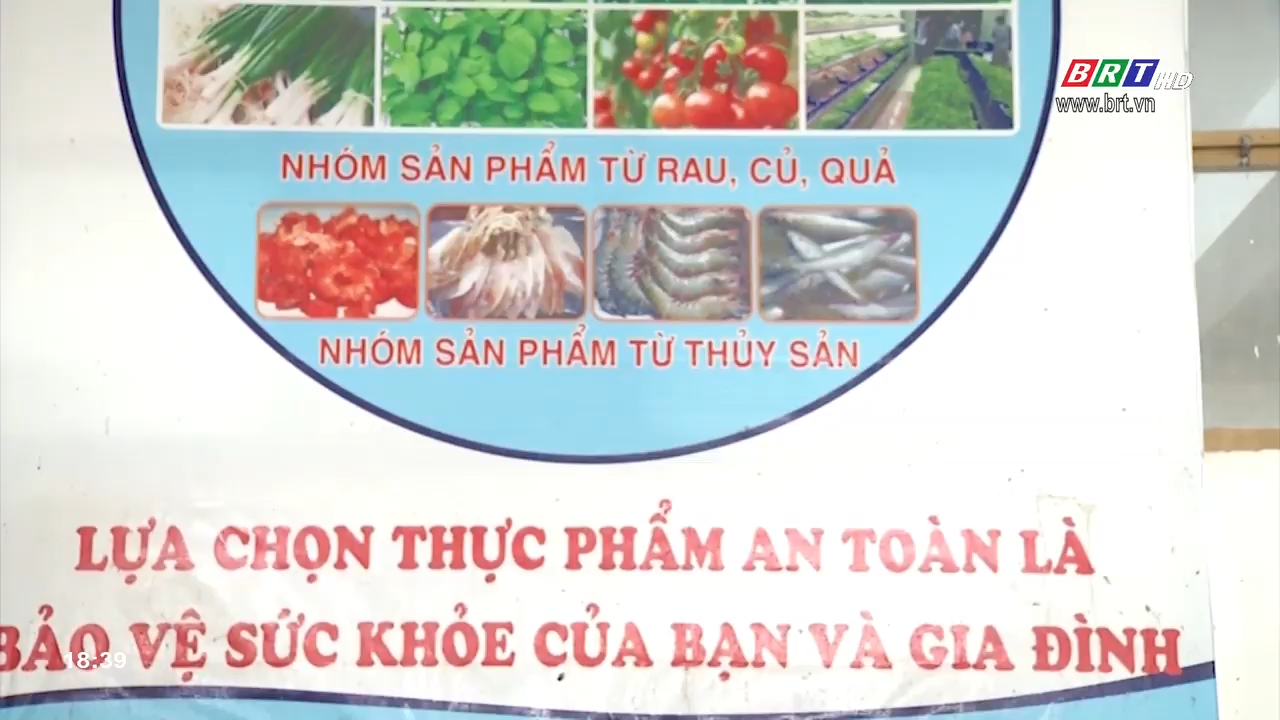 BRT HD
www.brt.vn
NHÓM SẢN PHẨM TỪ RAU, CỦ, QUẢ
NHÓM SẢN PHẨM TỪ THỦY SẢN
LỰA CHỌN THỰC PHẨM AN TOÀN LÀ
BẢO VỆ SỨC KHỎE CỦA BẠN VÀ GIA ĐÌNH
18:39